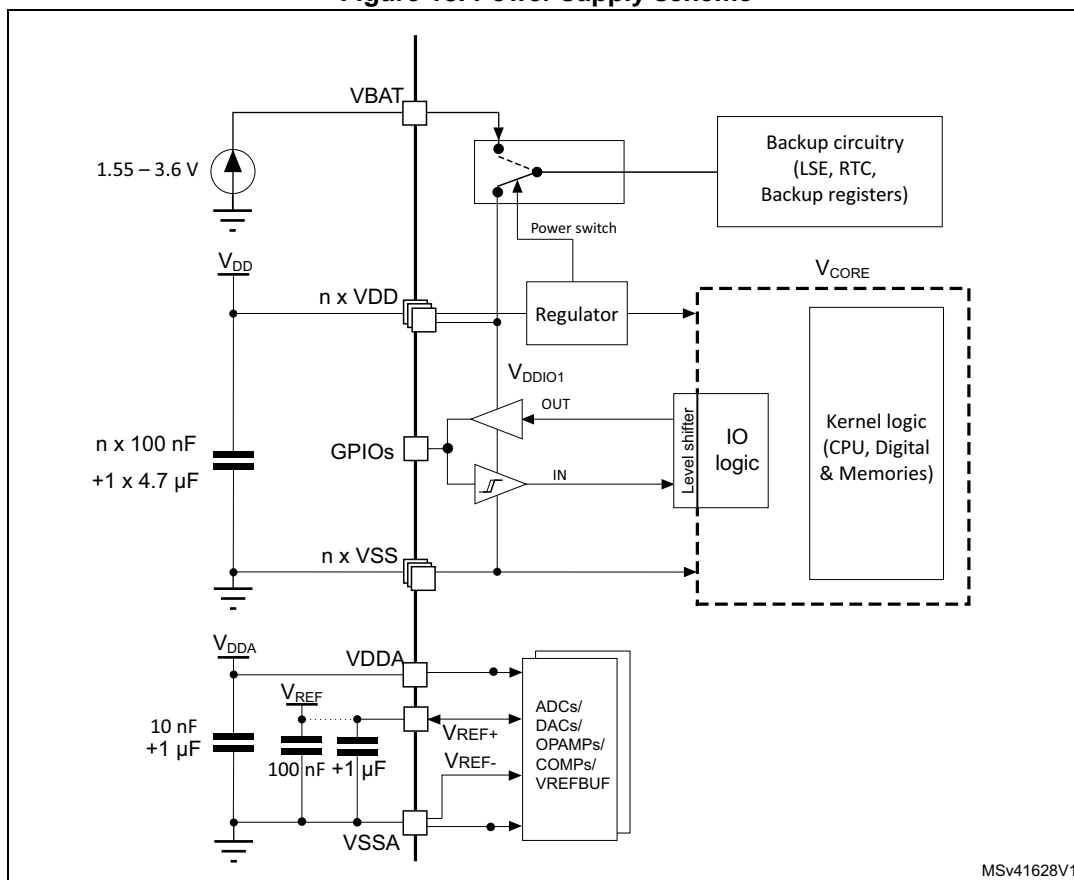 Power supply scheme
VBAT
1.55 – 3.6 V
Backup circuitry
(LSE, RTC,
Backup registers)
Power switch
VDD
VCORE
n x VDD
Regulator
VDDIO1
OUT
n x 100 nF
+1 x 4.7 µF
GPIOs
IN
Level shifter
IO
logic
Kernel logic
(CPU, Digital
& Memories)
n x VSS
VDDA
VDDA
VREF
10 nF
+1 µF
100 nF
+1 µF
VREF+
VREF-
ADCs/
DACs/
OPAMPs/
COMPs/
VREFBUF
VSSA
MSv41628V1